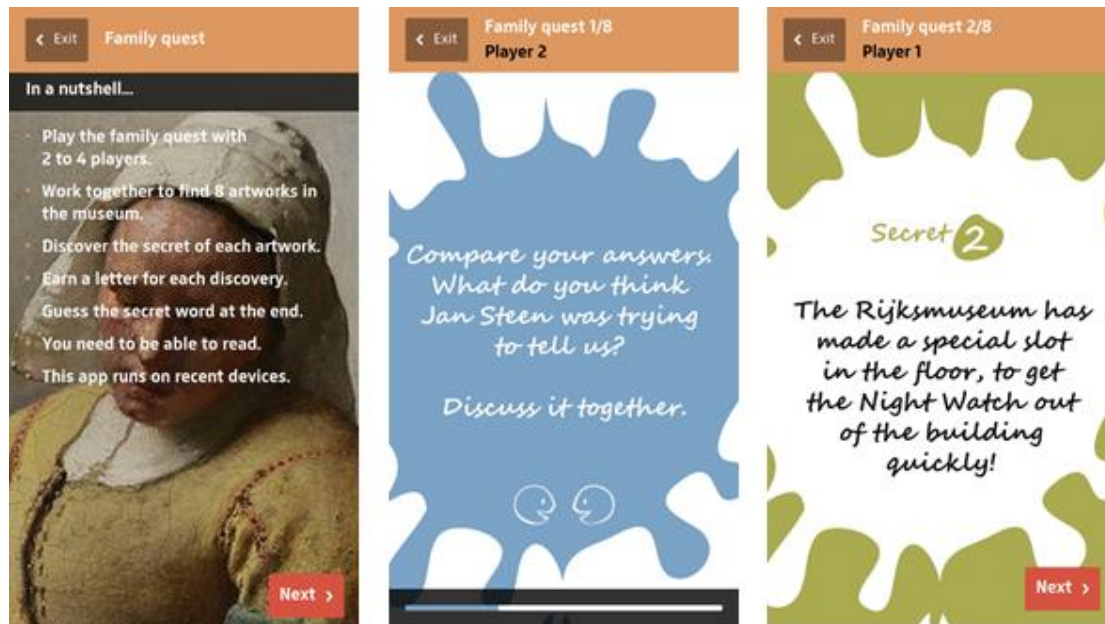 Exit
Family quest
In a nutshell...
Play the family quest with
2 to 4 players.
Work together to find 8 artworks in
the museum.
Discover the secret of each artwork.
Earn a letter for each discovery.
Guess the secret word at the end.
You need to be able to read.
This app runs on recent devices.
Next
Exit
Family quest 1/8
Player 2
Compare your answers.
What do you think
Jan Steen was trying
to tell us?
Discuss it together.
Exit
Family quest 2/8
Player 1
Secret 2
The Rijksmuseum has
made a special slot
in the floor, to get
the Night Watch out
of the building
quickly!
Next